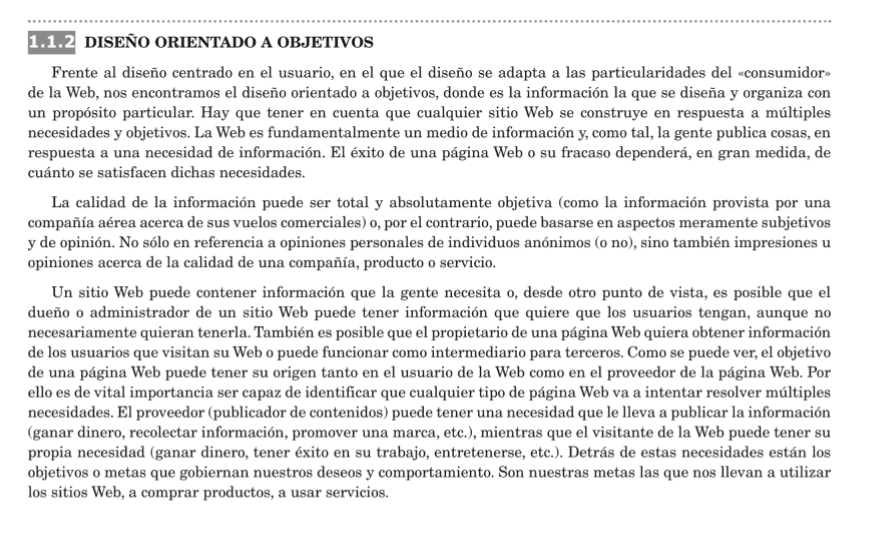 1.1.2 DISEÑO ORIENTADO A OBJETIVOS
Frente al diseño centrado en el usuario, en el que el diseño se adapta a las particularidades del «consumidor»
de la Web, nos encontramos el diseño orientado a objetivos, donde es la información la que se diseña y organiza con
un propósito particular. Hay que tener en cuenta que cualquier sitio Web se construye en respuesta a múltiples
necesidades y objetivos. La Web es fundamentalmente un medio de información y, como tal, la gente publica cosas, en
respuesta a una necesidad de información. El éxito de una página Web o su fracaso dependerá, en gran medida, de
cuánto se satisfacen dichas necesidades.
La calidad de la información puede ser total y absolutamente objetiva (como la información provista por una
compañía aérea acerca de sus vuelos comerciales) o, por el contrario, puede basarse en aspectos meramente subjetivos
y de opinión. No sólo en referencia a opiniones personales de individuos anónimos (o no), sino también impresiones u
opiniones acerca de la calidad de una compañía, producto o servicio.
Un sitio Web puede contener información que la gente necesita o, desde otro punto de vista, es posible que el
dueño o administrador de un sitio Web puede tener información que quiere que los usuarios tengan, aunque no
necesariamente quieran tenerla. También es posible que el propietario de una página Web quiera obtener información
de los usuarios que visitan su Web o puede funcionar como intermediario para terceros. Como se puede ver, el objetivo
de una página Web puede tener su origen tanto en el usuario de la Web como en el proveedor de la página Web. Por
ello es de vital importancia ser capaz de identificar que cualquier tipo de página Web va a intentar resolver múltiples
necesidades. El proveedor (publicador de contenidos) puede tener una necesidad que le lleva a publicar la información
(ganar dinero, recolectar información, promover una marca, etc.), mientras que el visitante de la Web puede tener su
propia necesidad (ganar dinero, tener éxito en su trabajo, entretenerse, etc.). Detrás de estas necesidades están los
objetivos o metas que gobiernan nuestros deseos y comportamiento. Son nuestras metas las que nos llevan a utilizar
los sitios Web, a comprar productos, a usar servicios.